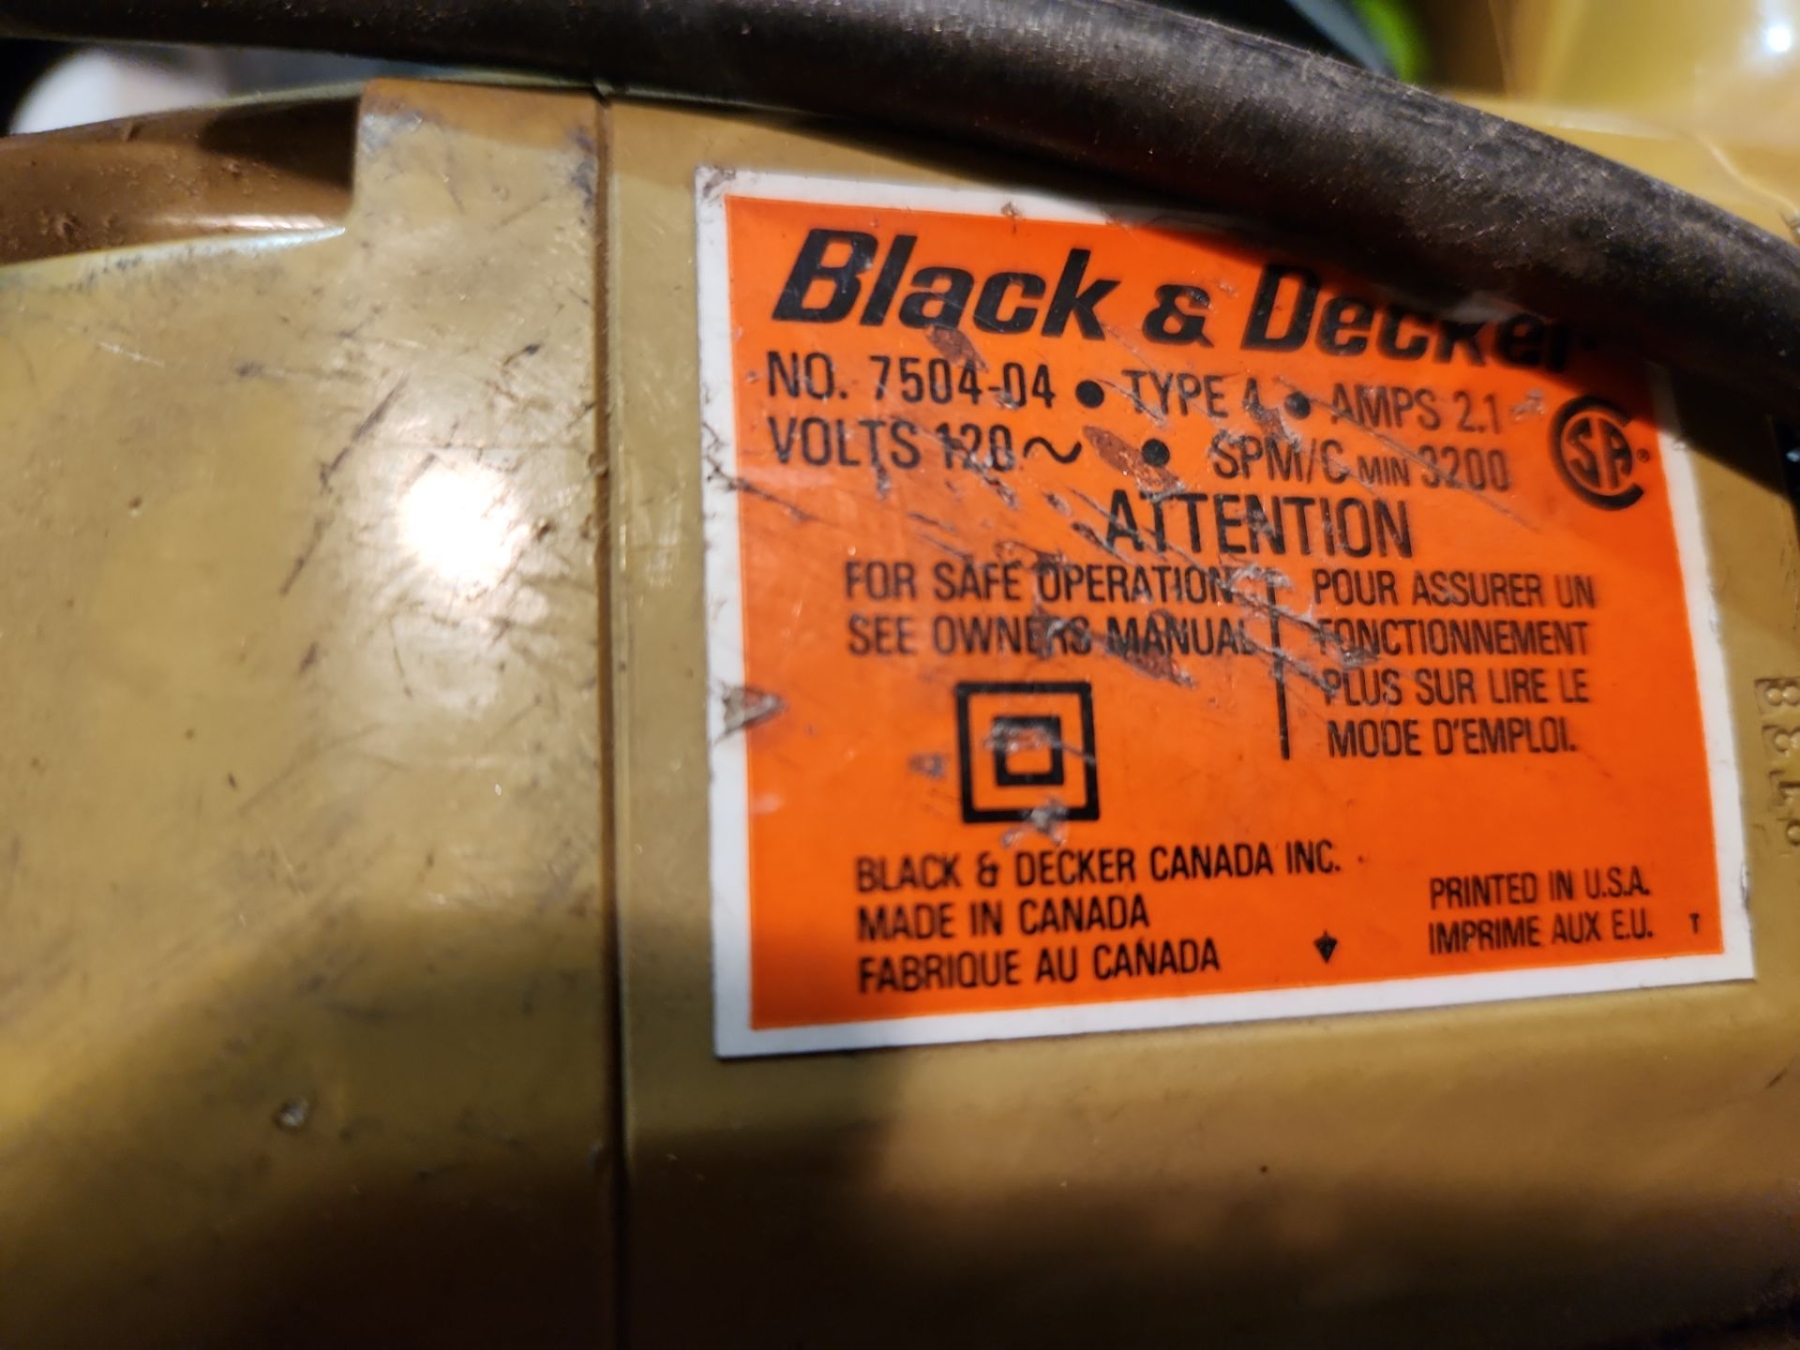 Black & Decker
NO. 7504-04 • TYPE 4 • AMPS 2.1
VOLTS 120~ • SPM/C MIN 3200
CSA
ATTENTION
FOR SAFE OPERATION
SEE OWNERS MANUAL
POUR ASSURER UN
FONCTIONNEMENT
PLUS SUR LIRE LE
MODE D'EMPLOI.
BLACK & DECKER CANADA INC.
MADE IN CANADA
FABRIQUE AU CANADA
PRINTED IN U.S.A.
IMPRIME AUX E.U. T